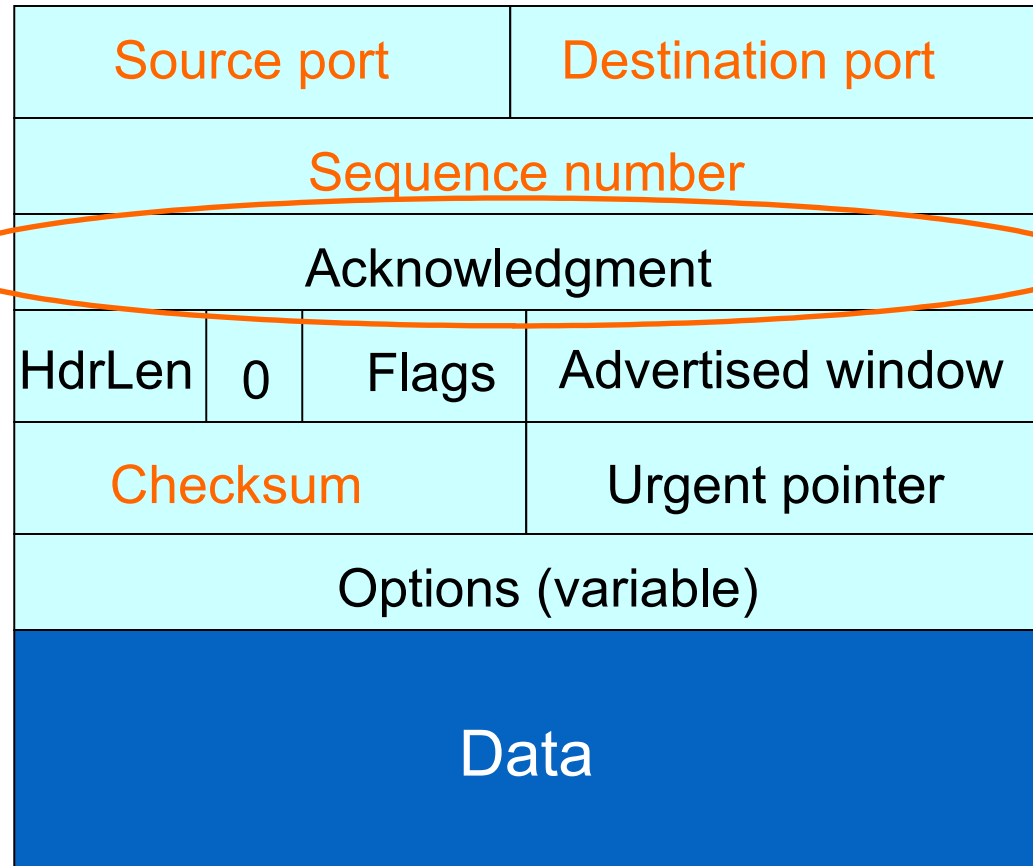 Source port Destination port
Sequence number
Acknowledgment
HdrLen 0 Flags Advertised window
Checksum Urgent pointer
Options (variable)
Data